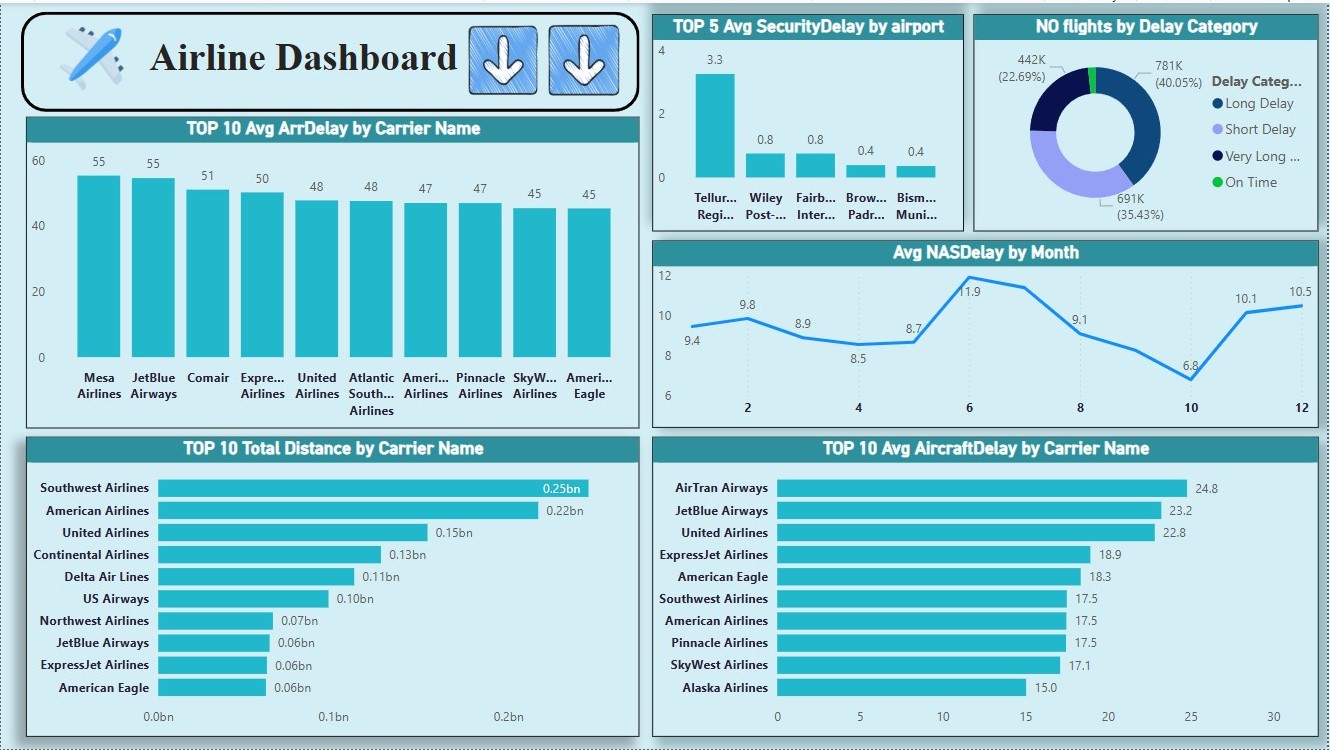 Airline Dashboard
TOP 10 Avg ArrDelay by Carrier Name
60
40
20
0
55
55
51
50
48
48
47
47
45
45
Mesa
Airlines
JetBlue
Airways
Comair
Expre...
Airlines
United
Airlines
Atlantic
South...
Airlines
Ameri...
Airlines
Pinnacle
Airlines
SkyW...
Airlines
Ameri...
Eagle
TOP 5 Avg SecurityDelay by airport
4
2
0
3.3
0.8
0.8
0.4
0.4
Tellur...
Regi...
Wiley
Post-...
Fairb...
Inter...
Brow...
Padr...
Bism...
Muni...
NO flights by Delay Category
442K
(22.69%)
781K
(40.05%)
691K
(35.43%)
Delay Categ...
Long Delay
Short Delay
Very Long ...
On Time
Avg NASDelay by Month
12
10
8
6
9.4
9.8
8.9
8.5
8.7
11.9
9.1
6.8
10.1
10.5
2
4
6
8
10
12
TOP 10 Total Distance by Carrier Name
Southwest Airlines 0.25bn
American Airlines 0.22bn
United Airlines 0.15bn
Continental Airlines 0.13bn
Delta Air Lines 0.11bn
US Airways 0.10bn
Northwest Airlines 0.07bn
JetBlue Airways 0.06bn
ExpressJet Airlines 0.06bn
American Eagle 0.06bn
0.0bn 0.1bn 0.2bn
TOP 10 Avg AircraftDelay by Carrier Name
AirTran Airways 24.8
JetBlue Airways 23.2
United Airlines 22.8
ExpressJet Airlines 18.9
American Eagle 18.3
Southwest Airlines 17.5
American Airlines 17.5
Pinnacle Airlines 17.5
SkyWest Airlines 17.1
Alaska Airlines 15.0
0 5 10 15 20 25 30